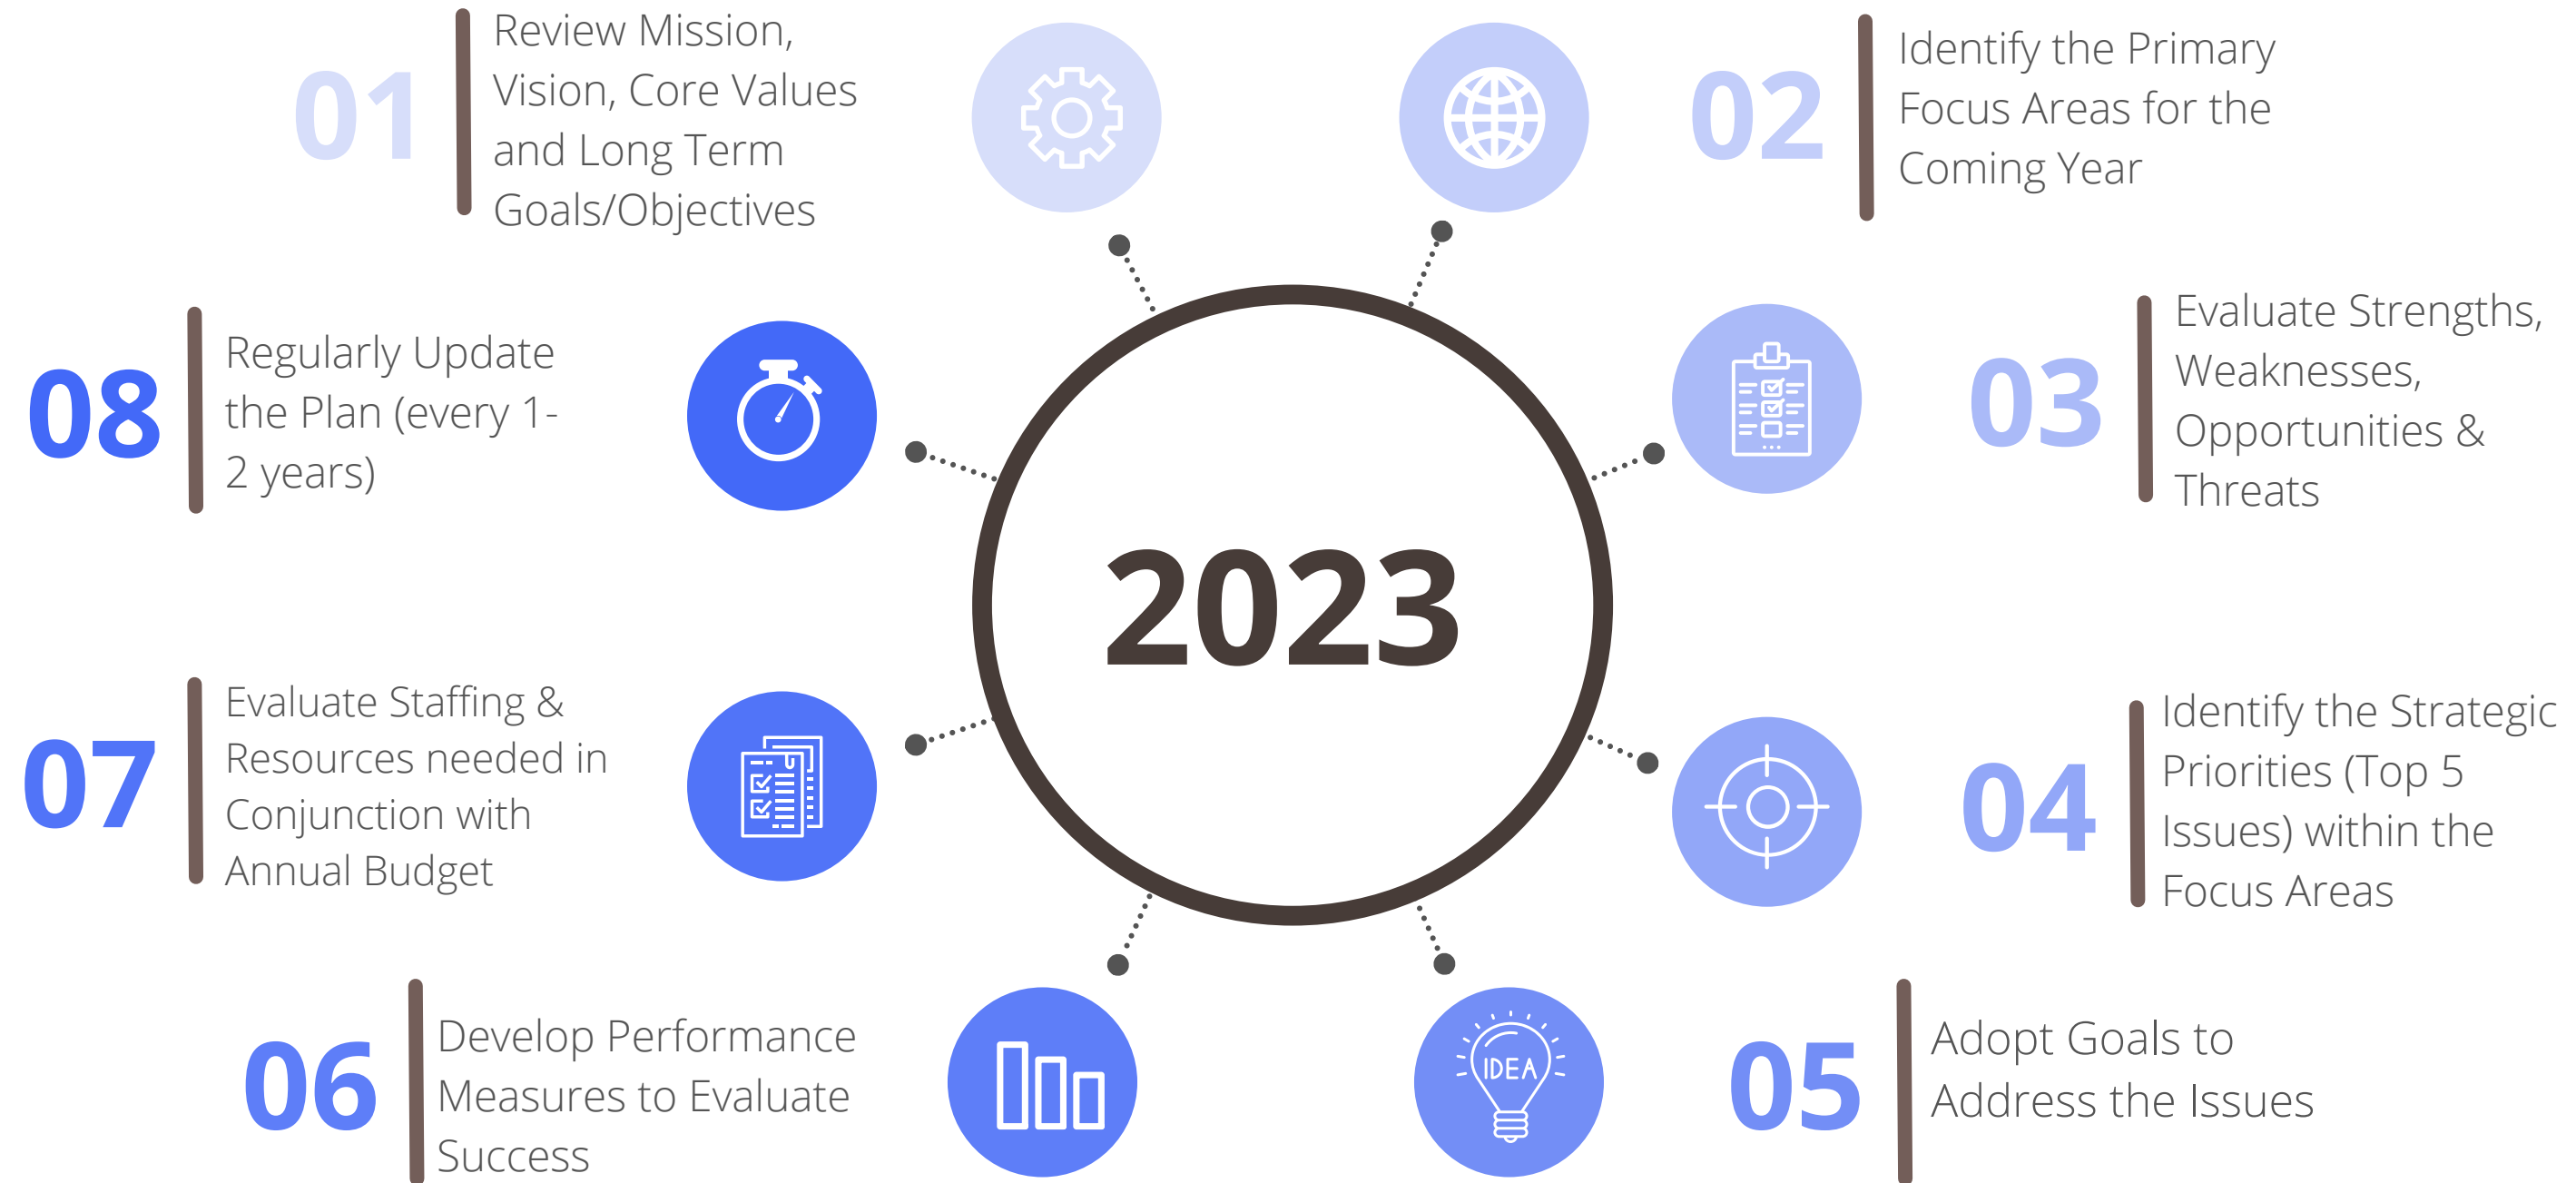 01
Review Mission,
Vision, Core Values
and Long Term
Goals/Objectives
02
Identify the Primary
Focus Areas for the
Coming Year
03
Evaluate Strengths,
Weaknesses,
Opportunities &
Threats
04
Identify the Strategic
Priorities (Top 5
Issues) within the
Focus Areas
05
Adopt Goals to
Address the Issues
IDEA
06
Develop Performance
Measures to Evaluate
Success
07
Evaluate Staffing &
Resources needed in
Conjunction with
Annual Budget
08
Regularly Update
the Plan (every 1-
2 years)
2023